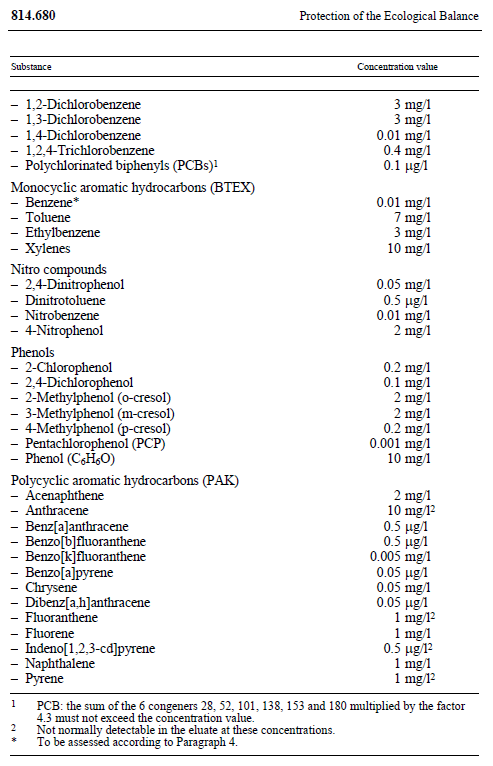 814.680 Protection of the Ecological Balance
Substance Concentration value
– 1,2-Dichlorobenzene 3 mg/l
– 1,3-Dichlorobenzene 3 mg/l
– 1,4-Dichlorobenzene 0.01 mg/l
– 1,2,4-Trichlorobenzene 0.4 mg/l
– Polychlorinated biphenyls (PCBs)¹ 0.1 µg/l
Monocyclic aromatic hydrocarbons (BTEX)
– Benzene* 0.01 mg/l
– Toluene 7 mg/l
– Ethylbenzene 3 mg/l
– Xylenes 10 mg/l
Nitro compounds
– 2,4-Dinitrophenol 0.05 mg/l
– Dinitrotoluene 0.5 µg/l
– Nitrobenzene 0.01 mg/l
– 4-Nitrophenol 2 mg/l
Phenols
– 2-Chlorophenol 0.2 mg/l
– 2,4-Dichlorophenol 0.1 mg/l
– 2-Methylphenol (o-cresol) 2 mg/l
– 3-Methylphenol (m-cresol) 2 mg/l
– 4-Methylphenol (p-cresol) 0.2 mg/l
– Pentachlorophenol (PCP) 0.001 mg/l
– Phenol (C₆H₆O) 10 mg/l
Polycyclic aromatic hydrocarbons (PAK)
– Acenaphthene 2 mg/l
– Anthracene 10 mg/l²
– Benz[a]anthracene 0.5 µg/l
– Benzo[b]fluoranthene 0.5 µg/l
– Benzo[k]fluoranthene 0.005 mg/l
– Benzo[a]pyrene 0.05 µg/l
– Chrysene 0.05 mg/l
– Dibenz[a,h]anthracene 0.05 µg/l
– Fluoranthene 1 mg/l²
– Fluorene 1 mg/l
– Indeno[1,2,3-cd]pyrene 0.5 µg/l²
– Naphthalene 1 mg/l
– Pyrene 1 mg/l²
¹ PCB: the sum of the 6 congeners 28, 52, 101, 138, 153 and 180 multiplied by the factor
4.3 must not exceed the concentration value.
² Not normally detectable in the eluate at these concentrations.
* To be assessed according to Paragraph 4.